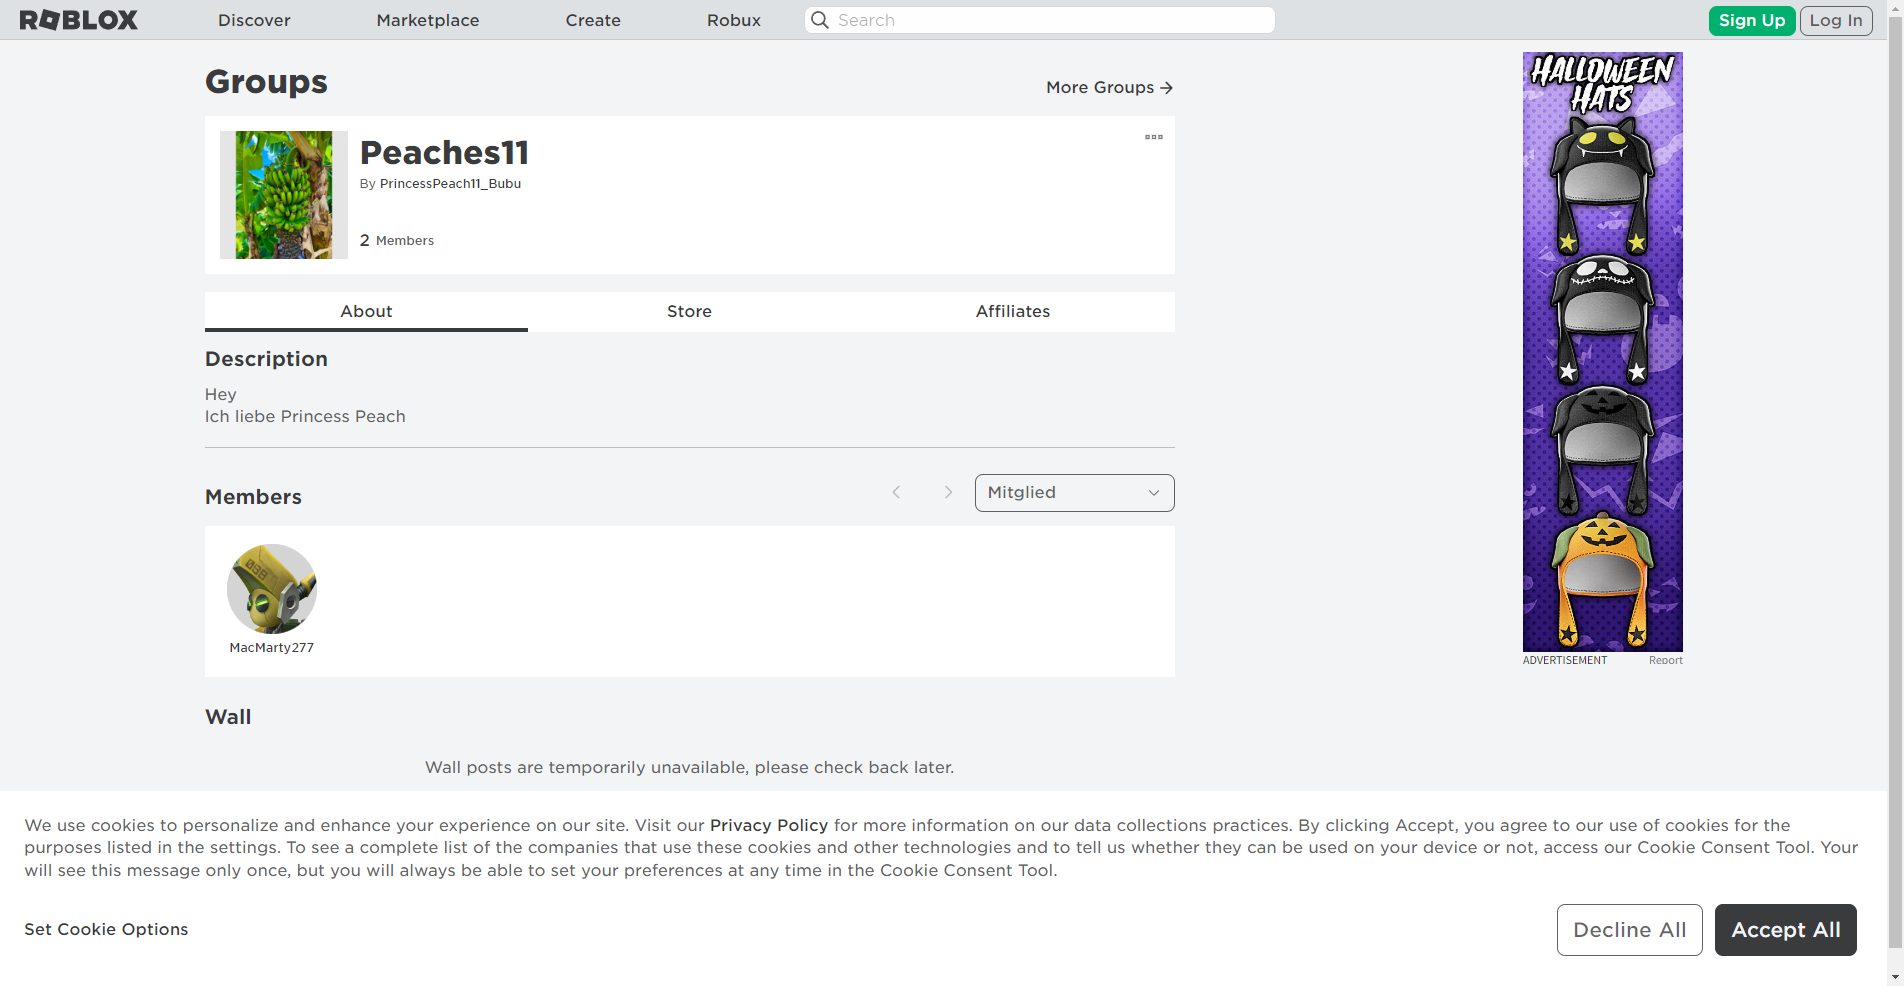 ROBLOX
Discover
Marketplace
Create
Robux
Search
Sign Up
Log In
Groups
More Groups
Peaches11
By PrincessPeach11_Bubu
2 Members
About
Store
Affiliates
Description
Hey
Ich liebe Princess Peach
Members
Mitglied
088
MacMarty277
Wall
Wall posts are temporarily unavailable, please check back later.
HALLOWEEN
HATS
ADVERTISEMENT
Report
We use cookies to personalize and enhance your experience on our site. Visit our Privacy Policy for more information on our data collections practices. By clicking Accept, you agree to our use of cookies for the
purposes listed in the settings. To see a complete list of the companies that use these cookies and other technologies and to tell us whether they can be used on your device or not, access our Cookie Consent Tool. Your
will see this message only once, but you will always be able to set your preferences at any time in the Cookie Consent Tool.
Set Cookie Options
Decline All
Accept All